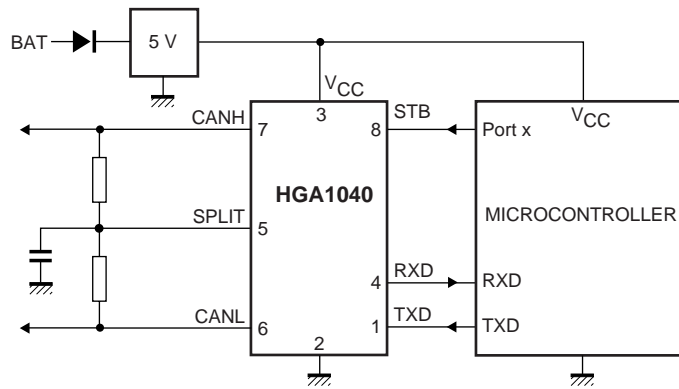 BAT
5 V
VCC
3
CANH
7
8
STB
Port x
VCC
HGA1040
MICROCONTROLLER
SPLIT
5
4
RXD
RXD
CANL
6
1
TXD
TXD
2